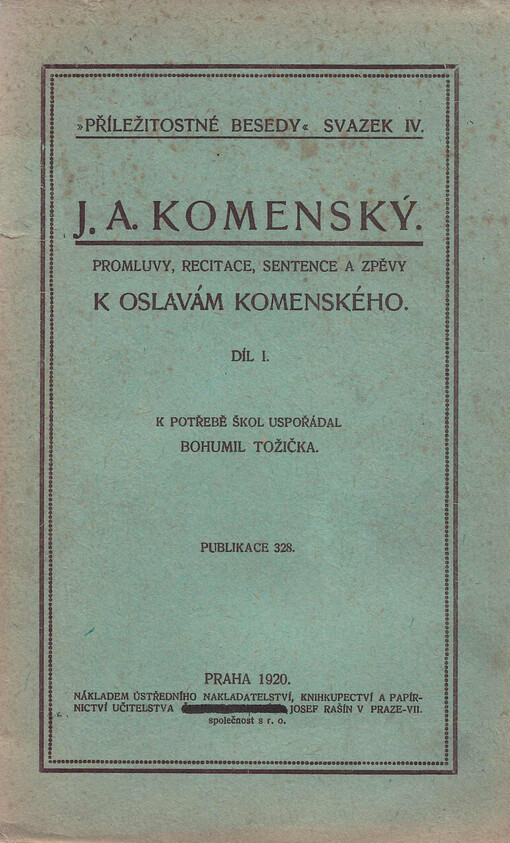 »PŘÍLEŽITOSTNÉ BESEDY« SVAZEK IV.
J. A. KOMENSKÝ.
PROMLUVY, RECITACE, SENTENCE A ZPĚVY
K OSLAVÁM KOMENSKÉHO.
DÍL I.
K POTŘEBĚ ŠKOL USPOŘÁDAL
BOHUMIL TOŽIČKA.
PUBLIKACE 328.
PRAHA 1920.
NÁKLADEM ÚSTŘEDNÍHO NAKLADATELSTVÍ, KNIHKUPECTVÍ A PAPÍR-
NICTVÍ UČITELSTVA JOSEF RAŠÍN V PRAZE-VII.
společnost s r. o.